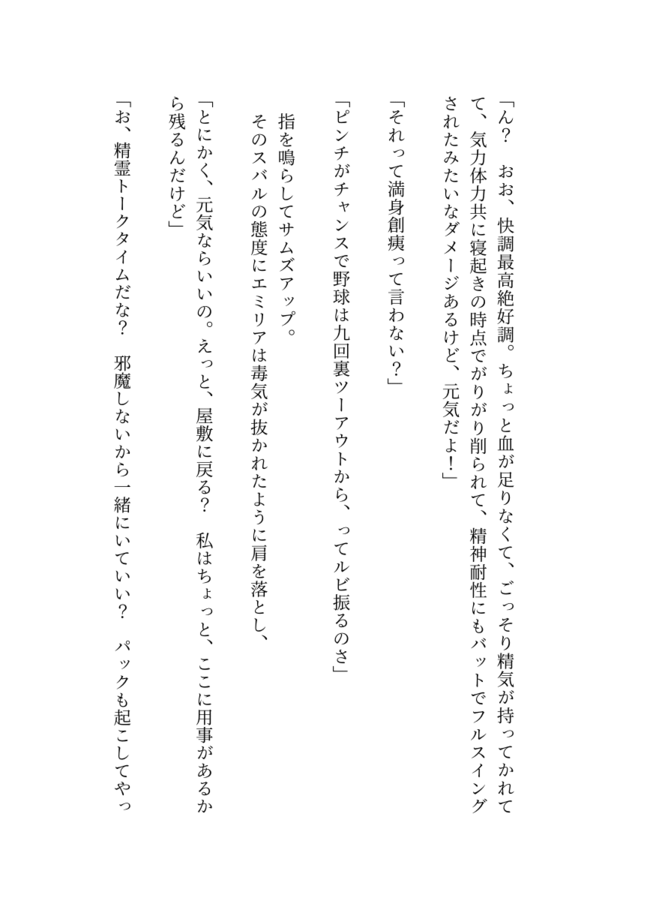 「ん？　おお、快調最高絶好調。ちょっと血が足りなくて、ごっそり精気が持ってかれて
て、気力体力共に寝起きの時点でがりがり削られて、精神耐性にもバットでフルスイング
されたみたいなダメージあるけど、元気だよ！」
「それって満身創痍って言わない？」
「ピンチがチャンスで野球は九回裏ツーアウトから、ってルビ振るのさ」
　指を鳴らしてサムズアップ。
　そのスバルの態度にエミリアは毒気が抜かれたように肩を落とし、
「とにかく、元気ならいいの。えっと、屋敷に戻る？　私はちょっと、ここに用事があるか
ら残るんだけど」
「お、精霊トークタイムだな？　邪魔しないから一緒にいていい？　パックも起こしてやっ